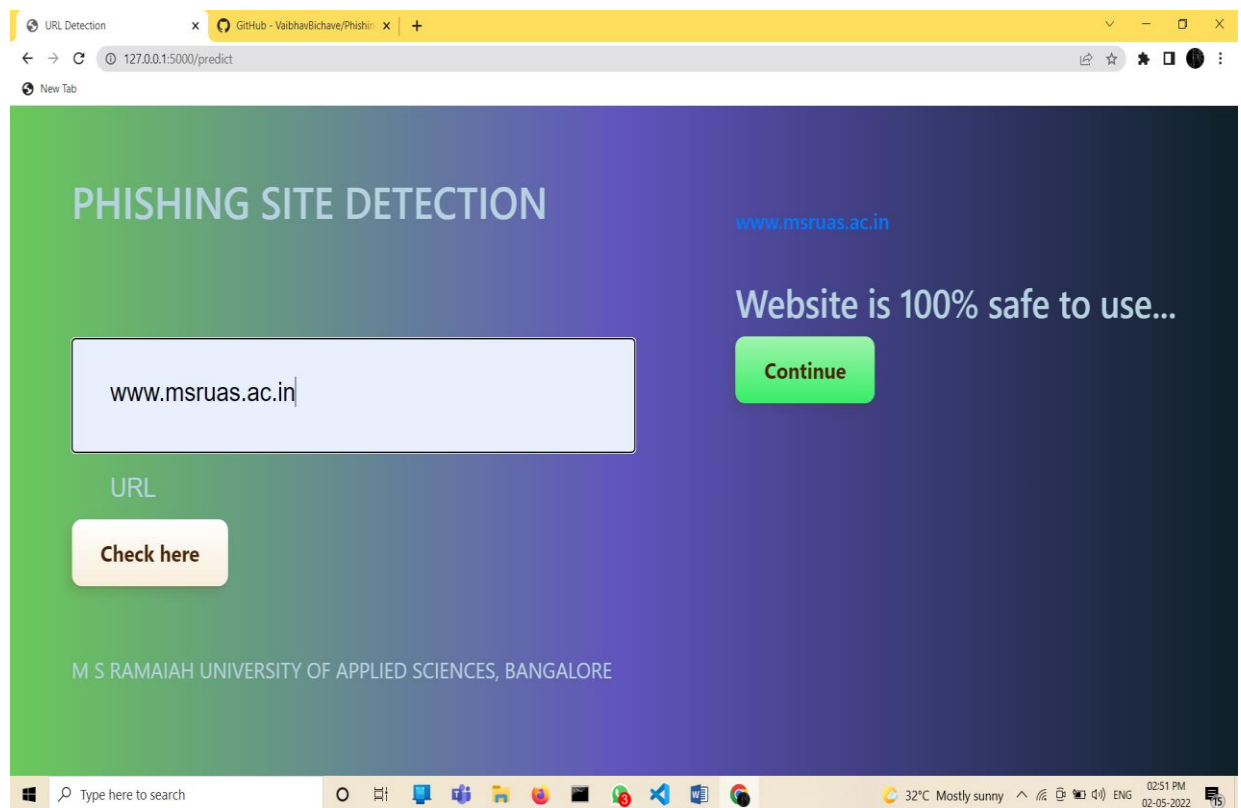 URL Detection
GitHub - VaibhavBichave/Phishin
127.0.0.1:5000/predict
New Tab
PHISHING SITE DETECTION
www.msruas.ac.in
Website is 100% safe to use...
Continue
www.msruas.ac.in
URL
Check here
M S RAMAIAH UNIVERSITY OF APPLIED SCIENCES, BANGALORE
Type here to search
3
32°C Mostly sunny
ENG
02:51 PM
02-05-2022
15